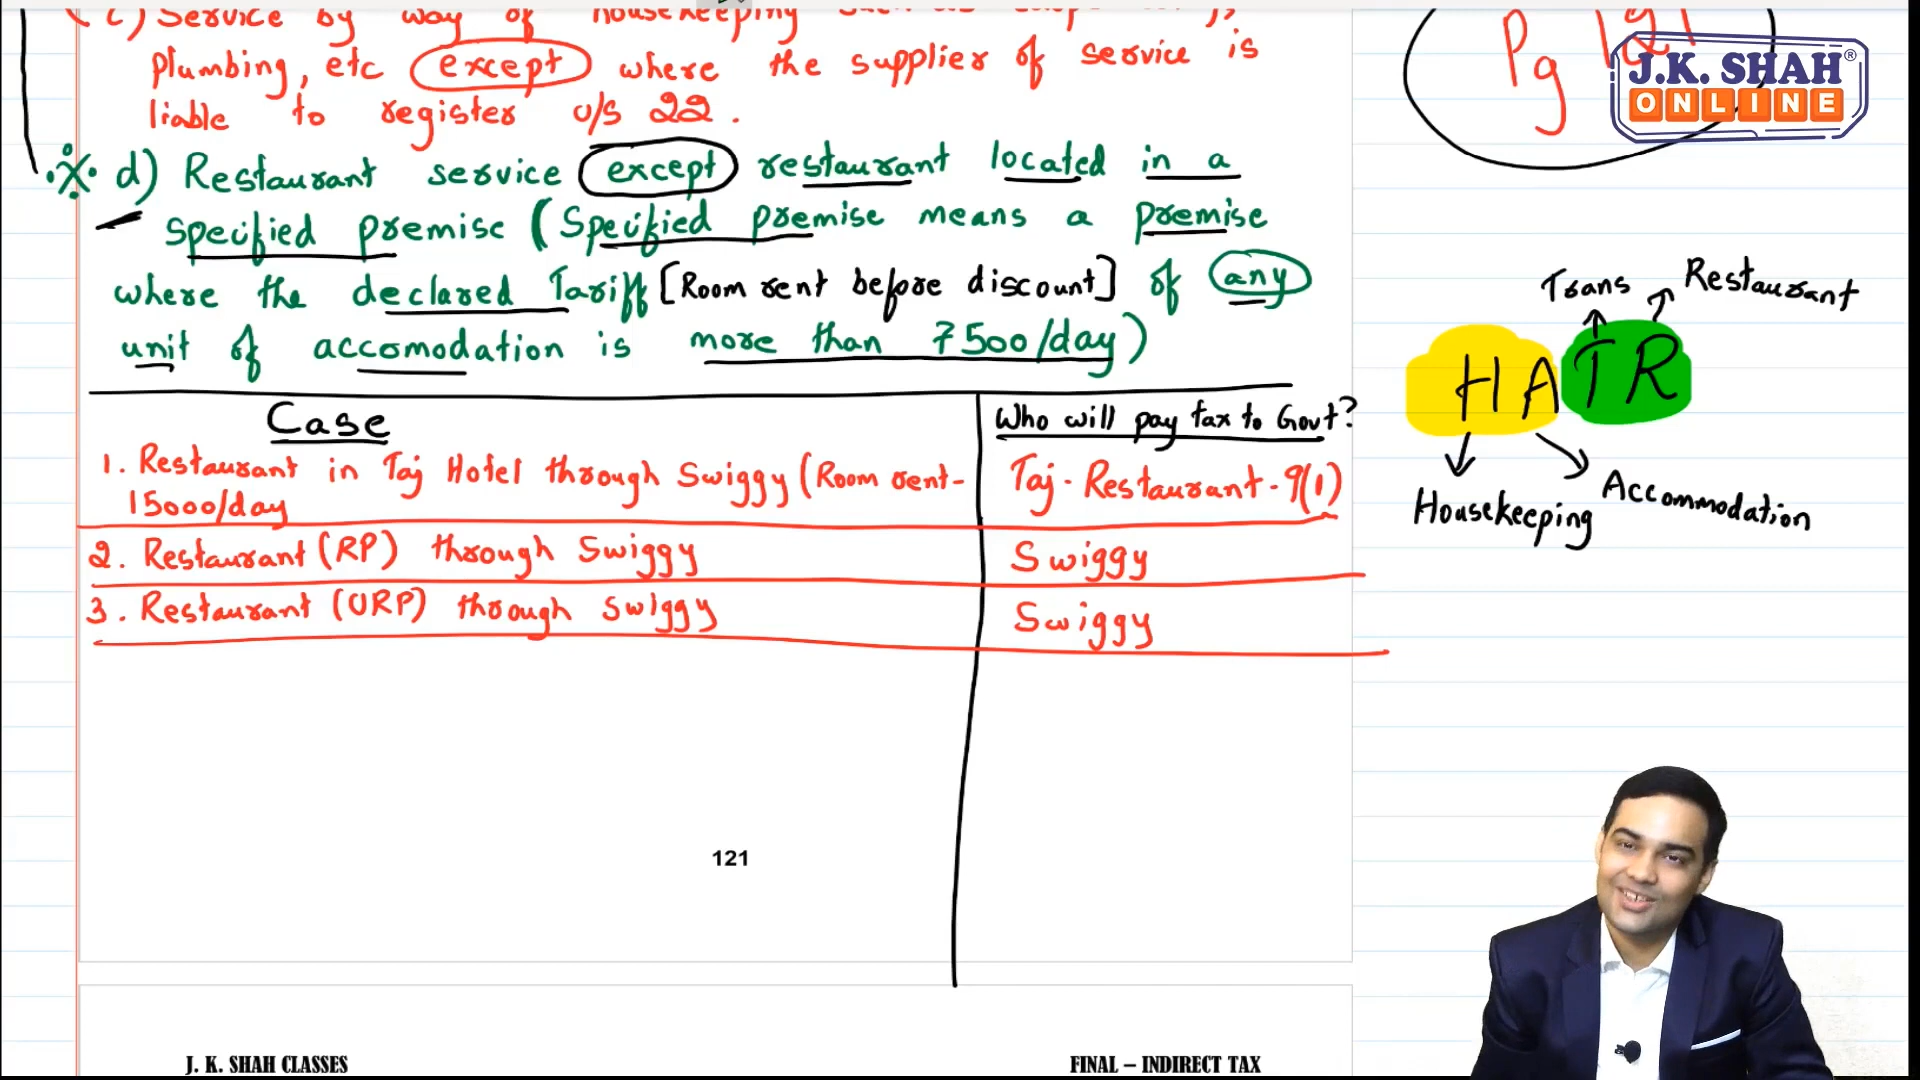 (c) Service by way of housekeeping
plumbing, etc except where the supplier of service is
liable to register u/s 22.
d) Restaurant service except restaurant located in a
specified premise (Specified premise means a premise
where the declared Tariff [Room rent before discount] of any
unit of accomodation is more than 7500/day)
Case
Who will pay tax to Govt?
1. Restaurant in Taj Hotel through Swiggy (Room rent-
15000/day
Taj - Restaurant - 9(1)
2. Restaurant (RP) through Swiggy
Swiggy
3. Restaurant (URP) through Swiggy
Swiggy
121
J. K. SHAH CLASSES
FINAL – INDIRECT TAX
Pg 121
J.K. SHAH®
ONLINE
Trans
Restaurant
HATR
Housekeeping
Accommodation